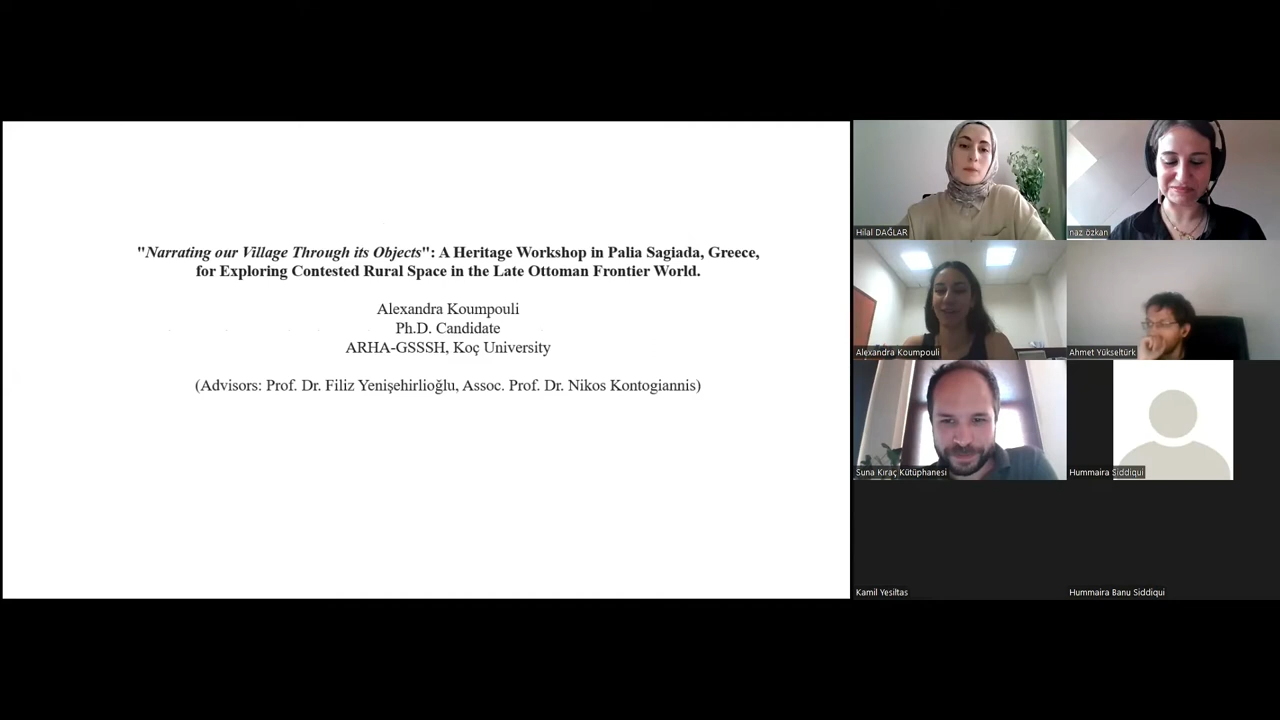 "Narrating our Village Through its Objects": A Heritage Workshop in Palia Sagiada, Greece,
for Exploring Contested Rural Space in the Late Ottoman Frontier World.
Alexandra Koumpouli
Ph.D. Candidate
ARHA-GSSSH, Koç University
(Advisors: Prof. Dr. Filiz Yenişehirlioğlu, Assoc. Prof. Dr. Nikos Kontogiannis)
Hilal DAĞLAR
naz özkan
Alexandra Koumpouli
Ahmet Yükseltürk
Suna Kıraç Kütüphanesi
Hummaira Siddiqui
Kamil Yesiltas
Hummaira Banu Siddiqui